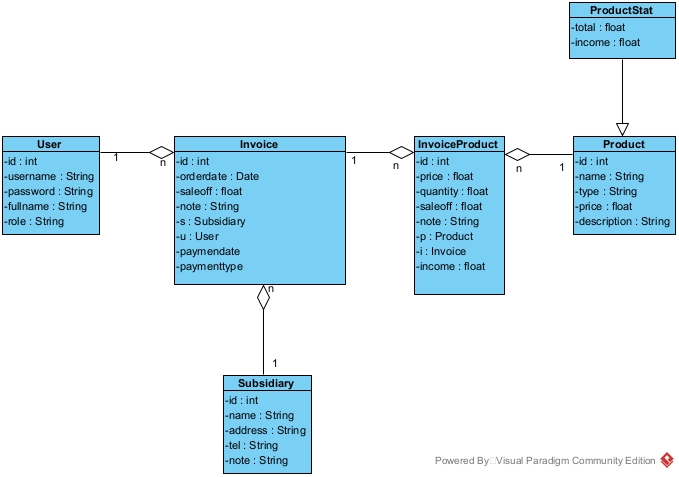 ProductStat
-total : float
-income : float
User
-id : int
-username : String
-password : String
-fullname : String
-role : String
1
n
Invoice
-id : int
-orderdate : Date
-saleoff : float
-note : String
-s : Subsidiary
-u : User
-paymendate
-paymenttype
1
n
InvoiceProduct
-id : int
-price : float
-quantity : float
-saleoff : float
-note : String
-p : Product
-i : Invoice
-income : float
n
1
Product
-id : int
-name : String
-type : String
-price : float
-description : String
n
1
Subsidiary
-id : int
-name : String
-address : String
-tel : String
-note : String
Powered By Visual Paradigm Community Edition